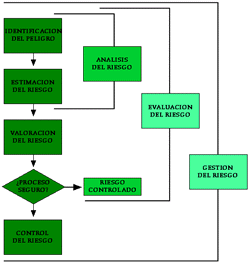 IDENTIFICACION
DEL PELIGRO
ESTIMACION
DEL RIESGO
VALORACION
DEL RIESGO
¿PROCESO
SEGURO?
CONTROL
DEL RIESGO
RIESGO
CONTROLADO
ANALISIS
DEL RIESGO
EVALUACION
DEL RIESGO
GESTION
DEL RIESGO